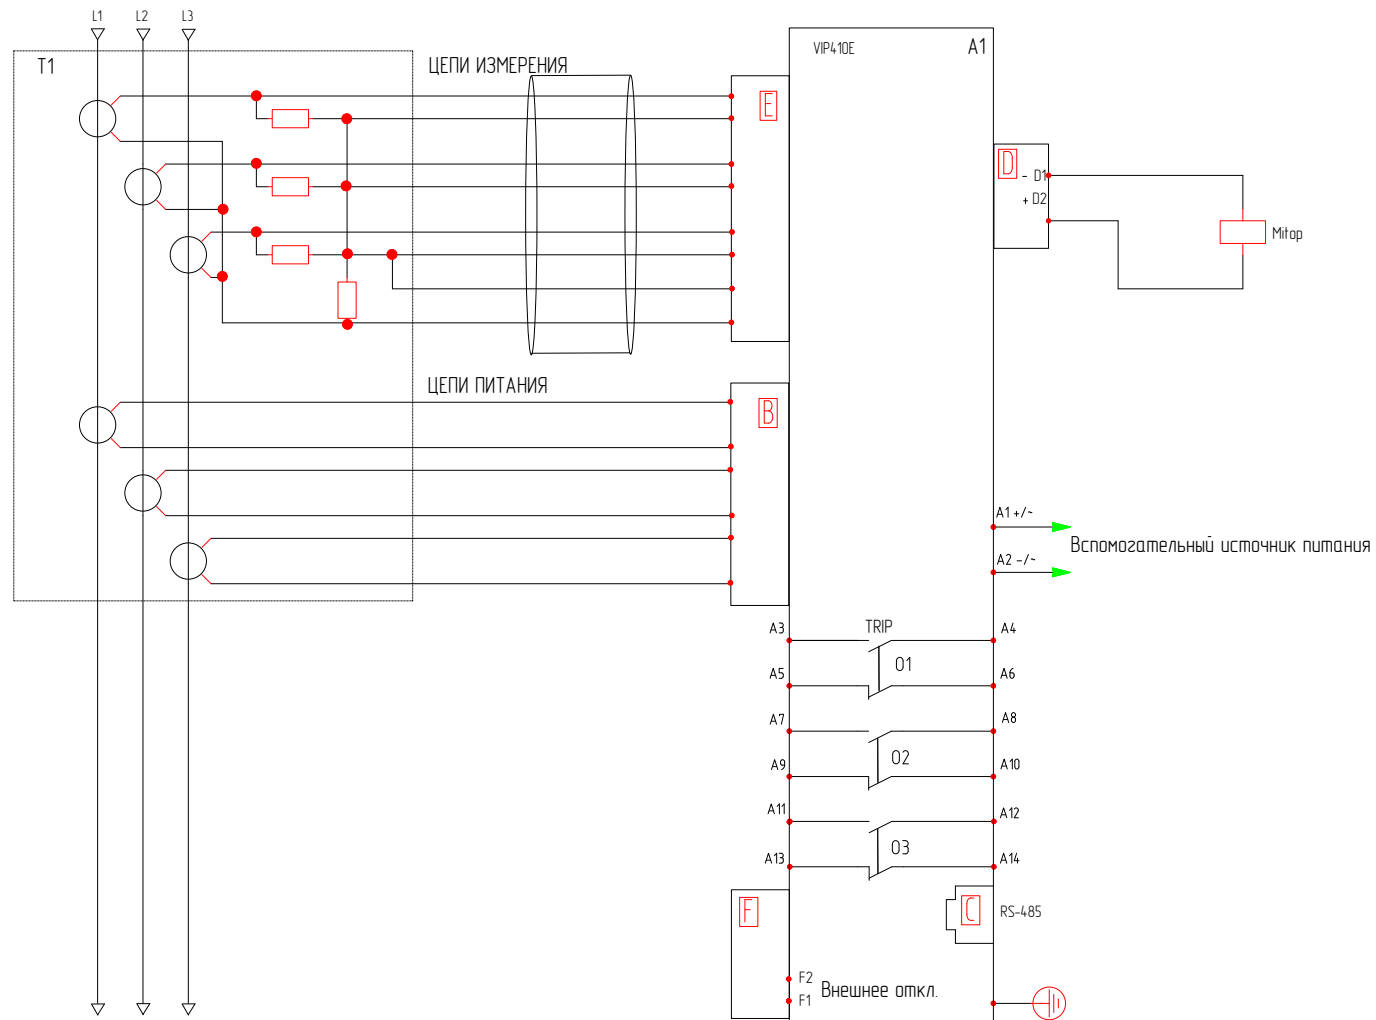 L1 L2 L3
T1
ЦЕПИ ИЗМЕРЕНИЯ
VIP410E
A1
E
D
- D1
+ D2
Mitop
ЦЕПИ ПИТАНИЯ
B
A1 +/~
Вспомогательный источник питания
A2 -/~
A3
TRIP
A4
O1
A5
A6
A7
A8
O2
A9
A10
A11
A12
O3
A13
A14
F
C
RS-485
F2
Внешнее откл.
F1